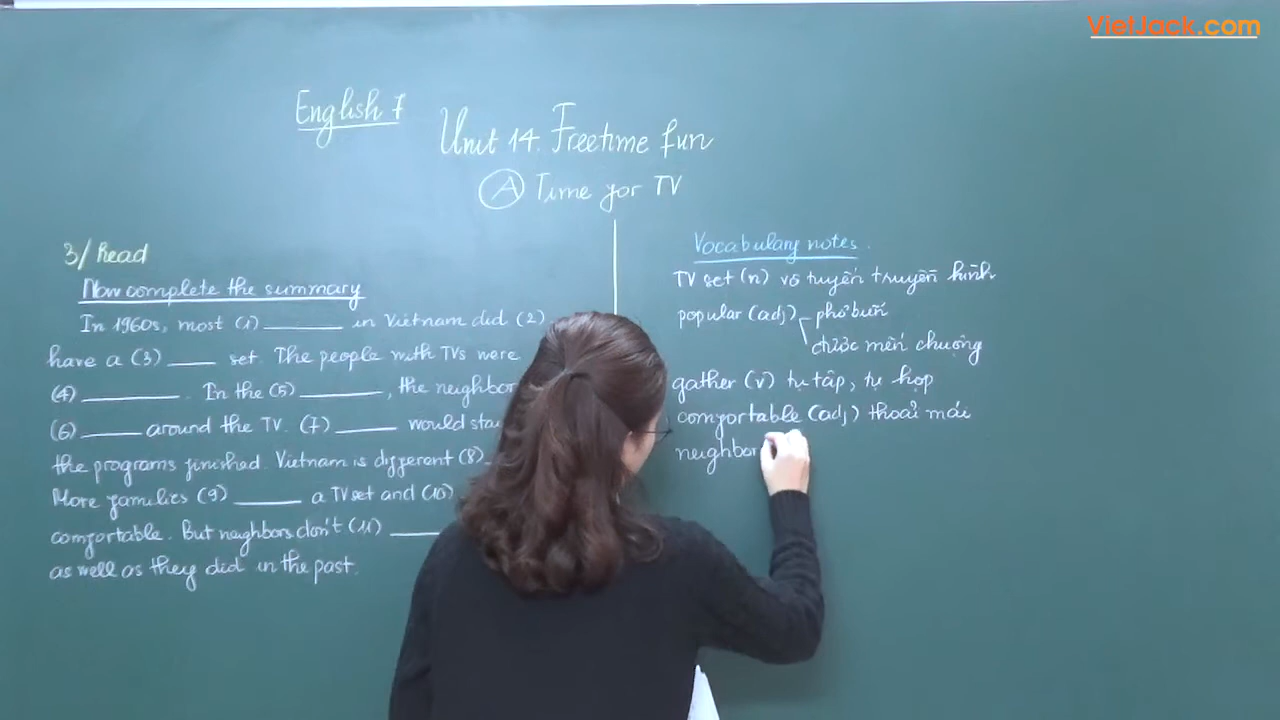 VietJack.com
English 7
Unit 14. Freetime fun
A Time for TV
3/ Read
Now complete the summary
In 1960s, most (1) ______ in Vietnam did (2)
have a (3) ____ set. The people with TVs were
(4) ________. In the (5) ______, the neighbor
(6) _____ around the TV. (7) _____ would sta
the programs finished. Vietnam is different (8)
More families (9) _____ a TV set and (10)
comfortable. But neighbors don't (11) ____
as well as they did in the past.
Vocabulary notes.
TV set (n) vô tuyến truyền hình
popular (adj) phổ biến
được mến chuộng
gather (v) tụ tập, tụ họp
comfortable (adj) thoải mái
neighbor